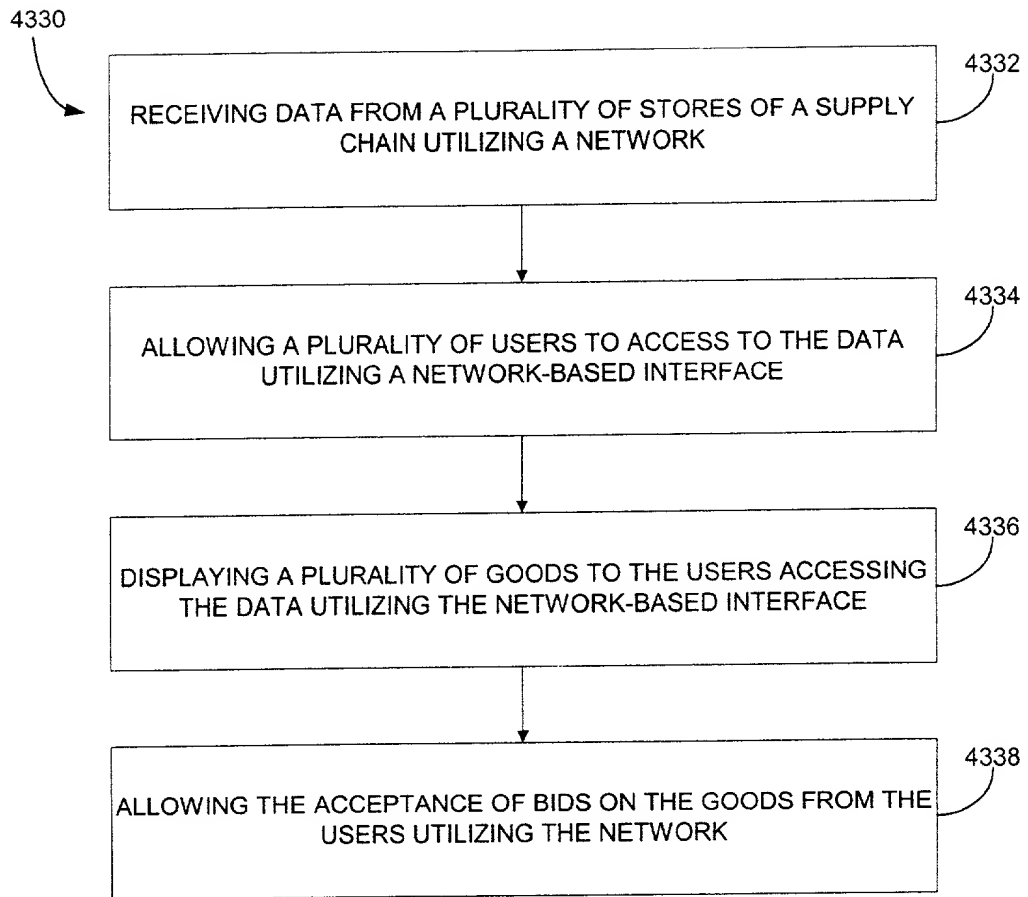 4330
4332
RECEIVING DATA FROM A PLURALITY OF STORES OF A SUPPLY
CHAIN UTILIZING A NETWORK
4334
ALLOWING A PLURALITY OF USERS TO ACCESS TO THE DATA
UTILIZING A NETWORK-BASED INTERFACE
4336
DISPLAYING A PLURALITY OF GOODS TO THE USERS ACCESSING
THE DATA UTILIZING THE NETWORK-BASED INTERFACE
4338
ALLOWING THE ACCEPTANCE OF BIDS ON THE GOODS FROM THE
USERS UTILIZING THE NETWORK